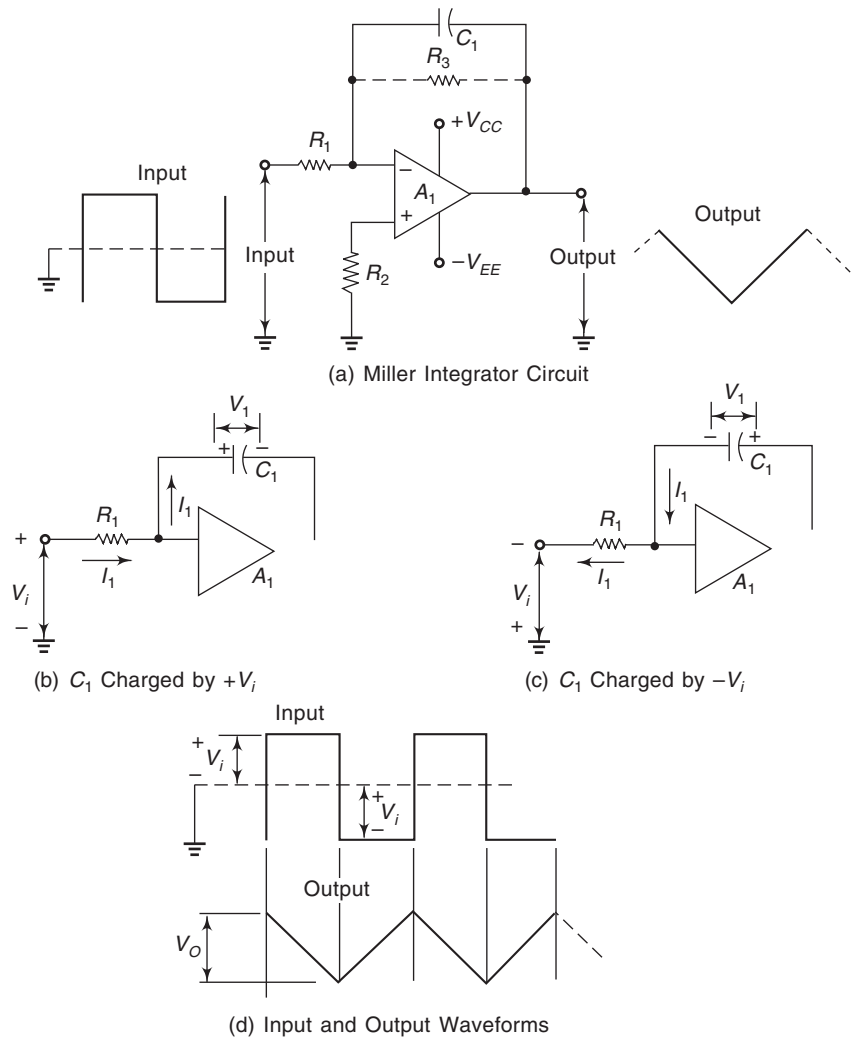 C1
R3
+VCC
R1
Input
−
A1
+
Input
R2
−VEE
Output
Output
(a) Miller Integrator Circuit
V1
+ −
C1
I1
R1
+
I1
A1
Vi
−
(b) C1 Charged by +Vi
V1
− +
C1
I1
R1
−
I1
A1
Vi
+
(c) C1 Charged by −Vi
Input
+
Vi
−
+
Vi
−
Output
VO
(d) Input and Output Waveforms